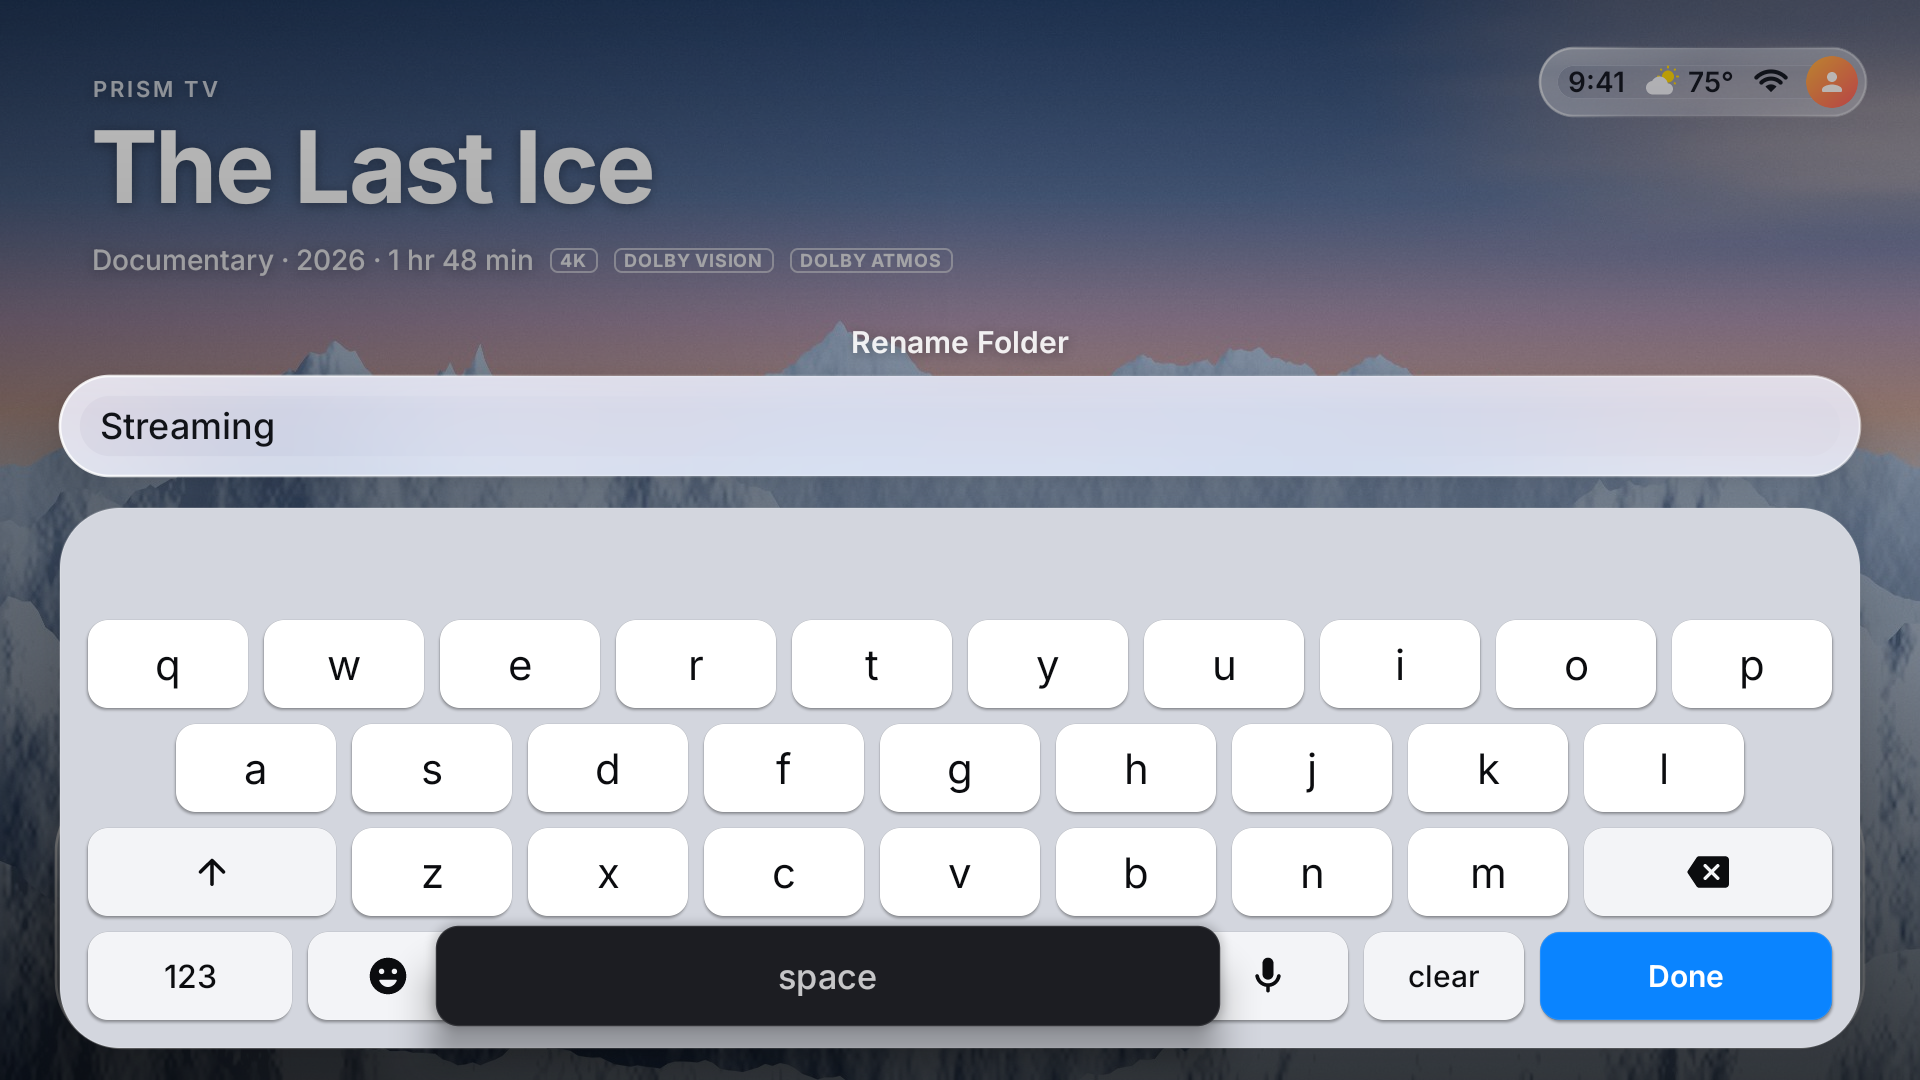 PRISM TV
9:41 75°
The Last Ice
Documentary · 2026 · 1 hr 48 min 4K DOLBY VISION DOLBY ATMOS
Rename Folder
Streaming
q w e r t y u i o p
a s d f g h j k l
z x c v b n m
123 space clear Done